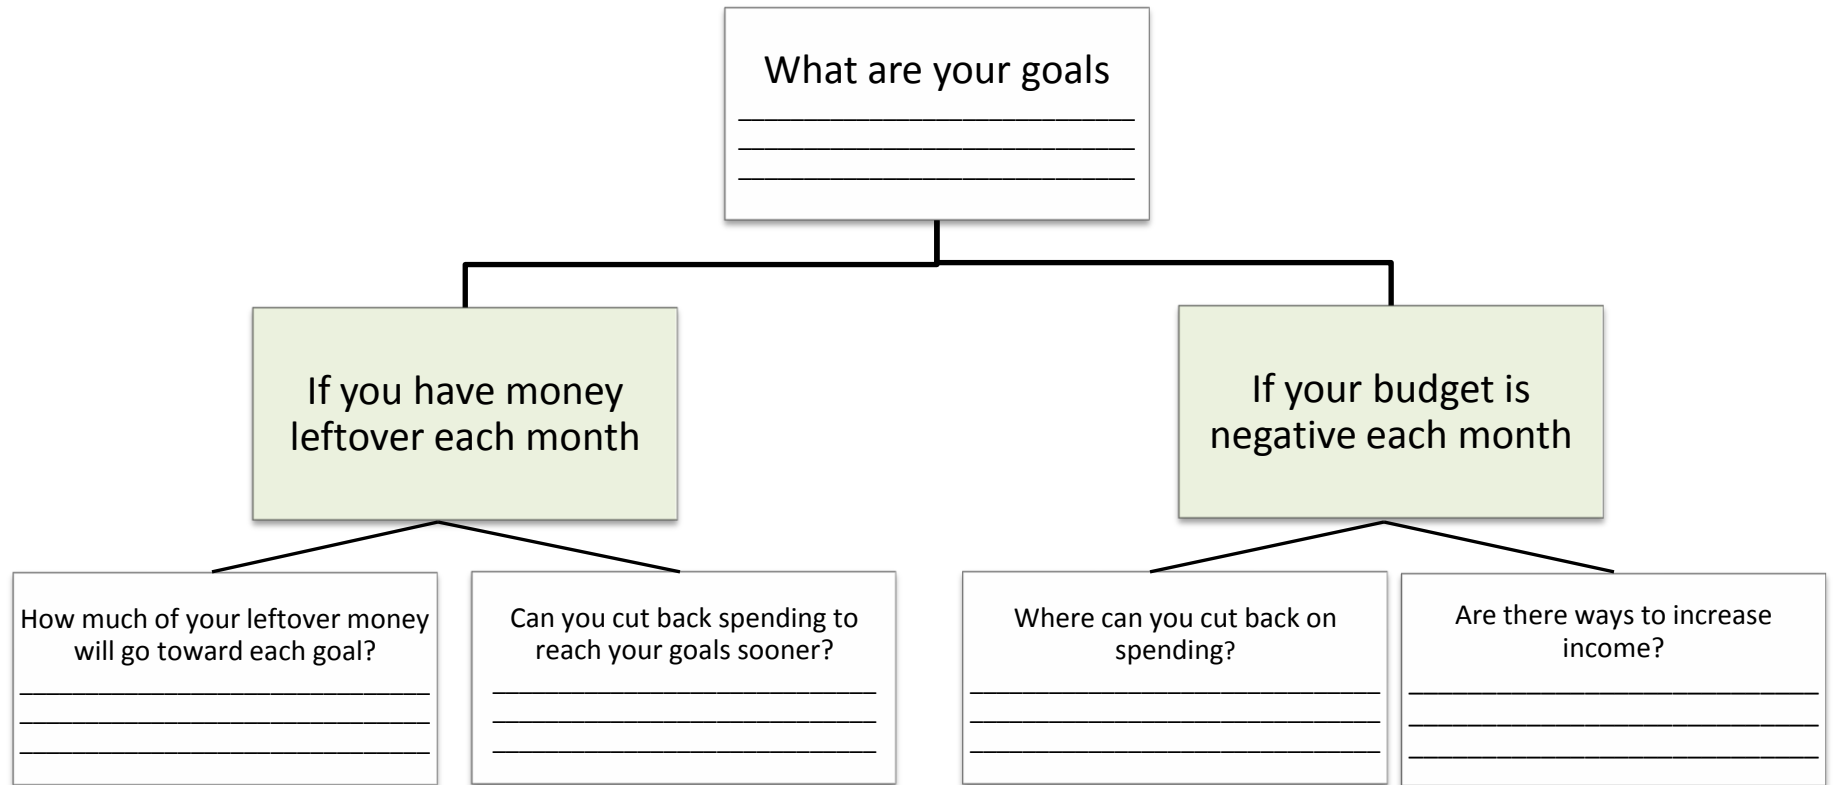 What are your goals
If you have money
leftover each month
If your budget is
negative each month
How much of your leftover money
will go toward each goal?
Can you cut back spending to
reach your goals sooner?
Where can you cut back on
spending?
Are there ways to increase
income?